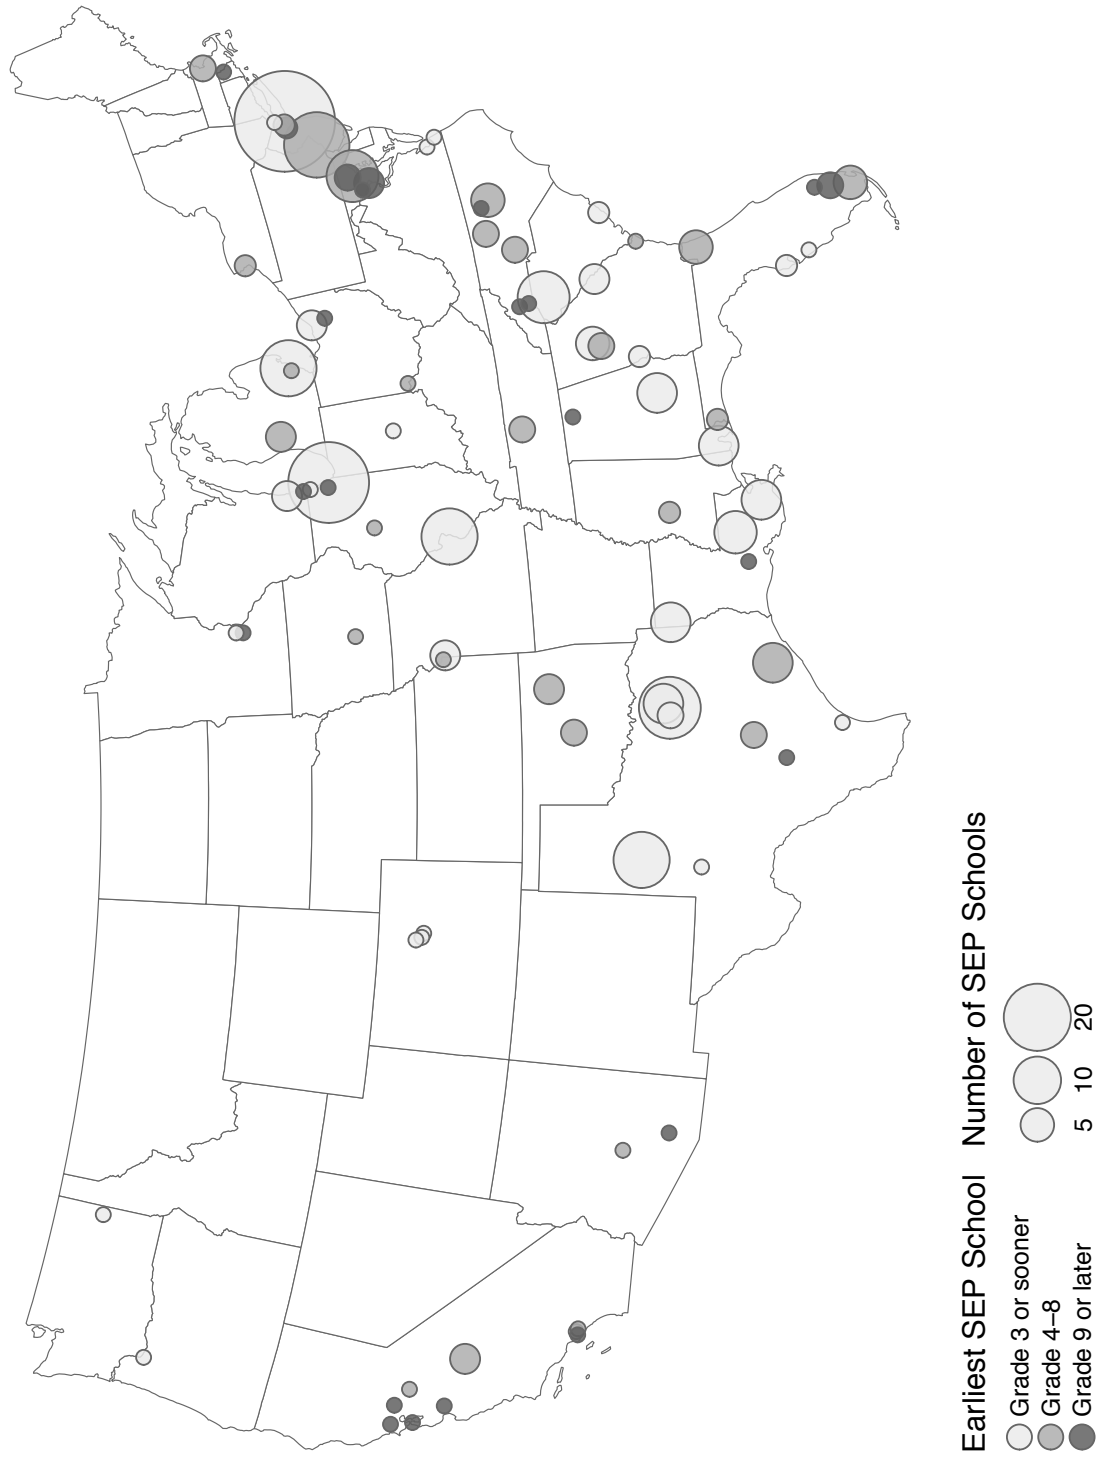 Earliest SEP School
Grade 3 or sooner
Grade 4–8
Grade 9 or later
Number of SEP Schools
5 10 20